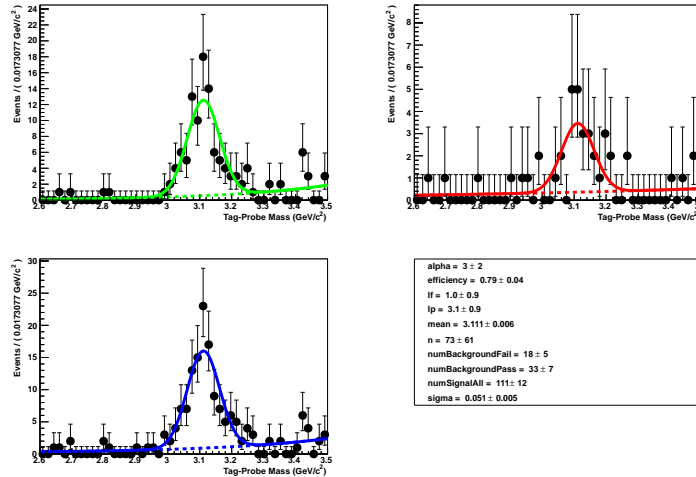 24
22
20
18
16
14
12
10
8
6
4
2
0
Events / ( 0.0173077 GeV/c²)
2.6 2.7 2.8 2.9 3 3.1 3.2 3.3 3.4 3.5
Tag-Probe Mass (GeV/c²)
8
7
6
5
4
3
2
1
0
Events / ( 0.0173077 GeV/c²)
2.6 2.7 2.8 2.9 3 3.1 3.2 3.3 3.4 3.5
Tag-Probe Mass (GeV/c²)
30
25
20
15
10
5
0
Events / ( 0.0173077 GeV/c²)
2.6 2.7 2.8 2.9 3 3.1 3.2 3.3 3.4 3.5
Tag-Probe Mass (GeV/c²)
alpha = 3 ± 2
efficiency = 0.79 ± 0.04
lf = 1.0 ± 0.9
lp = 3.1 ± 0.9
mean = 3.111 ± 0.006
n = 73 ± 61
numBackgroundFail = 18 ± 5
numBackgroundPass = 33 ± 7
numSignalAll = 111 ± 12
sigma = 0.051 ± 0.005